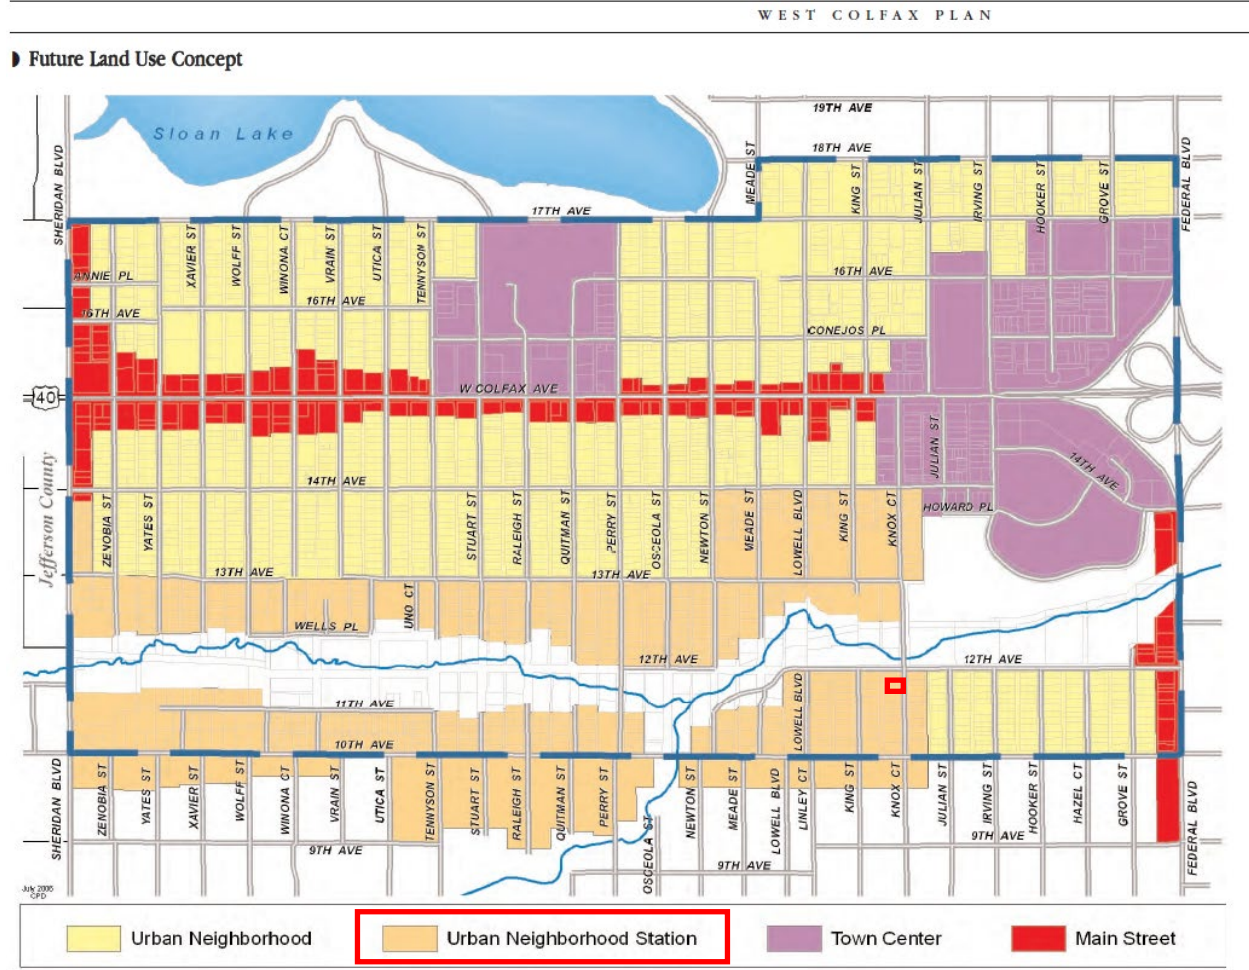 WEST COLFAX PLAN
Future Land Use Concept
19TH AVE
Sloan Lake
18TH AVE
SHERIDAN BLVD
MEADE ST
KING ST
JULIAN ST
IRVING ST
HOOKER ST
GROVE ST
FEDERAL BLVD
17TH AVE
XAVIER ST
WOLFF ST
WINONA CT
VRAIN ST
UTICA ST
TENNYSON ST
ANNIE PL
16TH AVE
16TH AVE
16TH AVE
CONEJOS PL
W COLFAX AVE
40
JULIAN ST
14TH AVE
14TH AVE
Jefferson County
ZENOBIA ST
YATES ST
STUART ST
RALEIGH ST
QUITMAN ST
PERRY ST
OSCEOLA ST
NEWTON ST
MEADE ST
LOWELL BLVD
KING ST
KNOX CT
HOWARD PL
13TH AVE
13TH AVE
UNO CT
WELLS PL
12TH AVE
12TH AVE
LOWELL BLVD
11TH AVE
10TH AVE
SHERIDAN BLVD
ZENOBIA ST
YATES ST
XAVIER ST
WOLFF ST
WINONA CT
VRAIN ST
UTICA ST
TENNYSON ST
STUART ST
RALEIGH ST
QUITMAN ST
PERRY ST
OSCEOLA ST
NEWTON ST
MEADE ST
LOWELL BLVD
LINLEY CT
KING ST
KNOX CT
JULIAN ST
IRVING ST
HOOKER ST
HAZEL CT
GROVE ST
FEDERAL BLVD
9TH AVE
9TH AVE
9TH AVE
July 2006
CPD
Urban Neighborhood
Urban Neighborhood Station
Town Center
Main Street